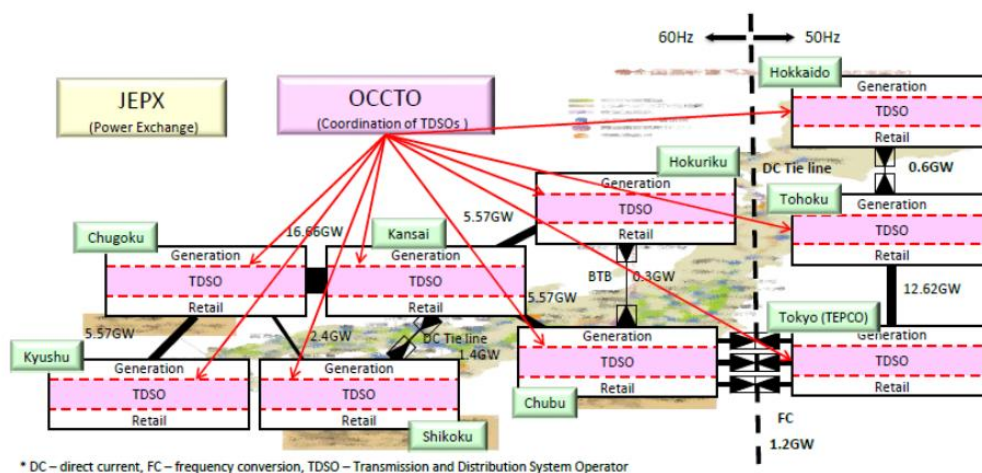 60Hz
50Hz
JEPX
(Power Exchange)
OCCTO
(Coordination of TDSOs )
Hokkaido
Generation
TDSO
Retail
DC Tie line
0.6GW
Hokuriku
Generation
TDSO
Retail
Tohoku
Generation
TDSO
Retail
5.57GW
16.66GW
Chugoku
Generation
TDSO
Retail
Kansai
Generation
TDSO
Retail
BTB
0.3GW
12.62GW
5.57GW
Tokyo (TEPCO)
Generation
TDSO
Retail
5.57GW
2.4GW
DC Tie line
1.4GW
Kyushu
Generation
TDSO
Retail
Generation
TDSO
Retail
Shikoku
Generation
TDSO
Retail
Chubu
FC
1.2GW
* DC – direct current, FC – frequency conversion, TDSO – Transmission and Distribution System Operator